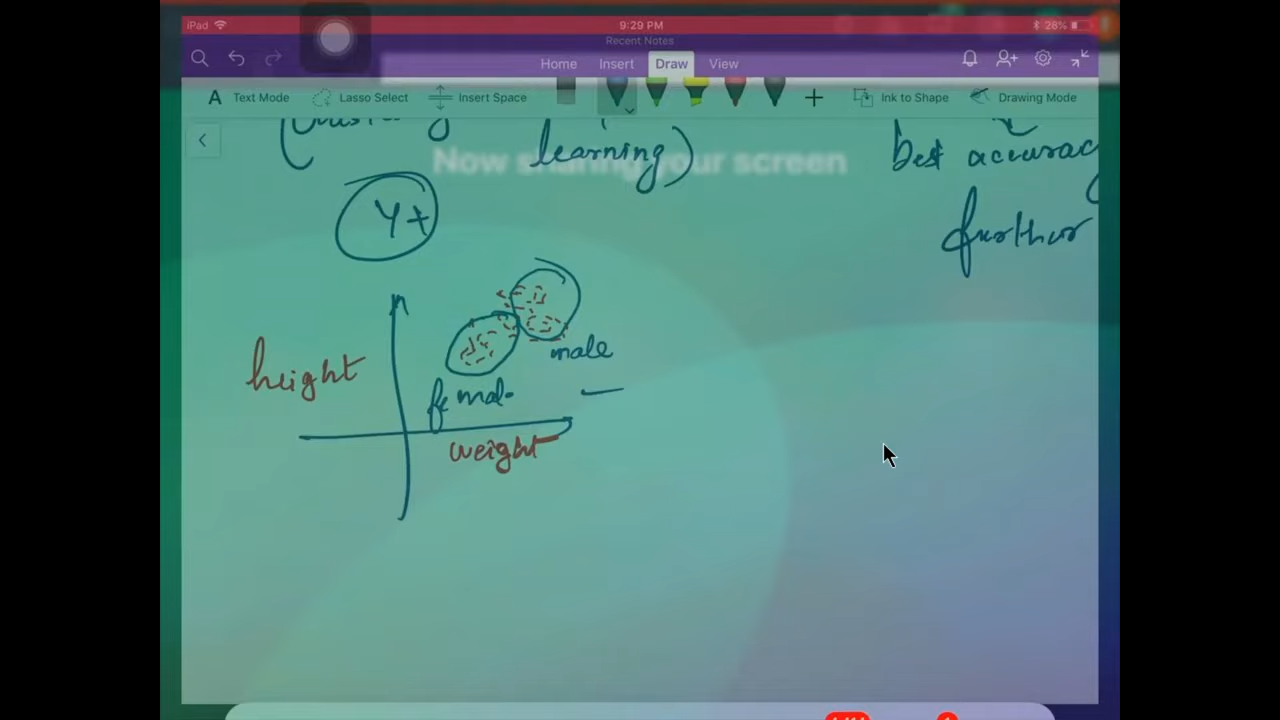 iPad 9:29 PM 28%
Recent Notes
Home Insert Draw View
A Text Mode Lasso Select Insert Space Ink to Shape Drawing Mode
Now sharing your screen
learning)
best accurac
further
Y+
height
male
female
weight